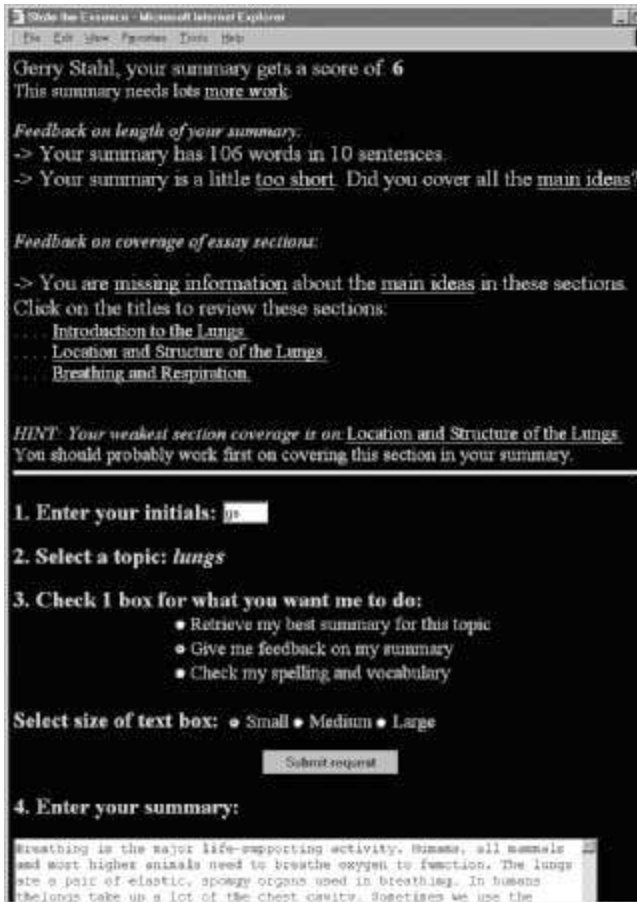 State the Essence - Microsoft Internet Explorer
File Edit View Favorites Tools Help
Gerry Stahl, your summary gets a score of 6
This summary needs lots more work.
Feedback on length of your summary:
-> Your summary has 106 words in 10 sentences.
-> Your summary is a little too short. Did you cover all the main ideas?
Feedback on coverage of essay sections:
-> You are missing information about the main ideas in these sections.
Click on the titles to review these sections:
. . . . Introduction to the Lungs.
. . . . Location and Structure of the Lungs.
. . . . Breathing and Respiration.
HINT: Your weakest section coverage is on: Location and Structure of the Lungs.
You should probably work first on covering this section in your summary.
1. Enter your initials: gs
2. Select a topic: lungs
3. Check 1 box for what you want me to do:
Retrieve my best summary for this topic
Give me feedback on my summary
Check my spelling and vocabulary
Select size of text box: Small Medium Large
Submit request
4. Enter your summary:
Breathing is the major life-supporting activity. Humans, all mammals
and most higher animals need to breathe oxygen to function. The lungs
are a pair of elastic, spongy organs used in breathing. In humans
thelungs take up a lot of the chest cavity. Sometimes we use the